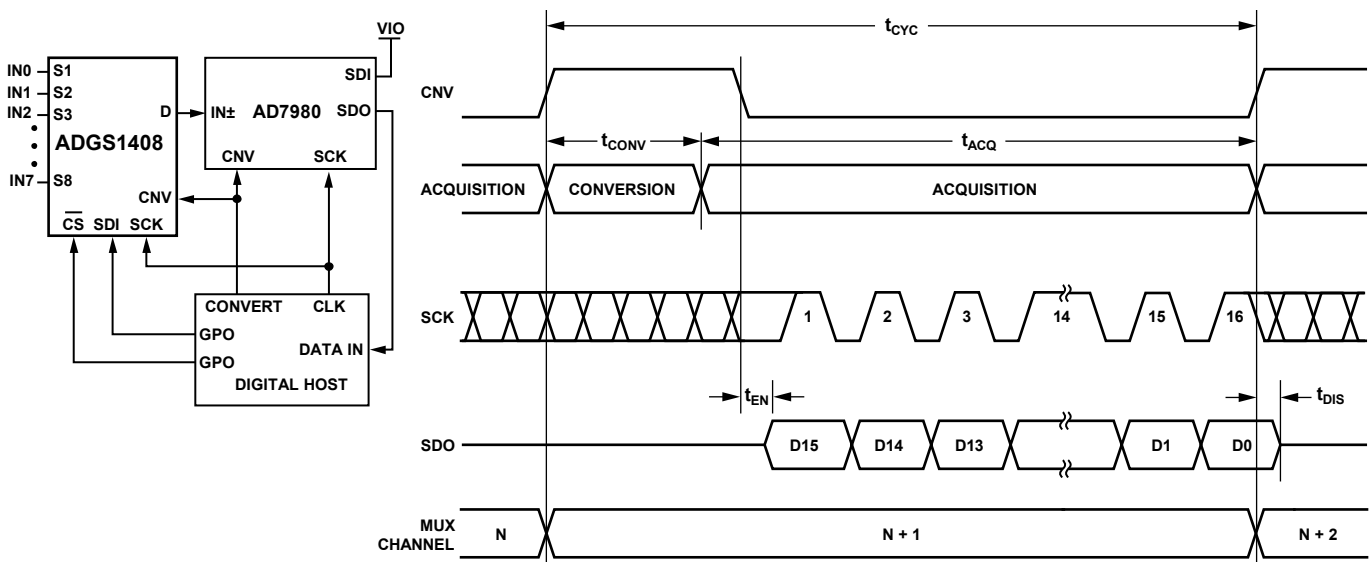 VIO
IN0 S1
IN1 S2
IN2 S3
IN7 S8
D
ADGS1408
CNV
CS SDI SCK
SDI
SDO
IN± AD7980
CNV SCK
CONVERT CLK
GPO
GPO
DATA IN
DIGITAL HOST
tCYC
CNV
tCONV tACQ
ACQUISITION CONVERSION ACQUISITION
SCK 1 2 3 14 15 16
tEN tDIS
SDO D15 D14 D13 D1 D0
MUX
CHANNEL
N N + 1 N + 2